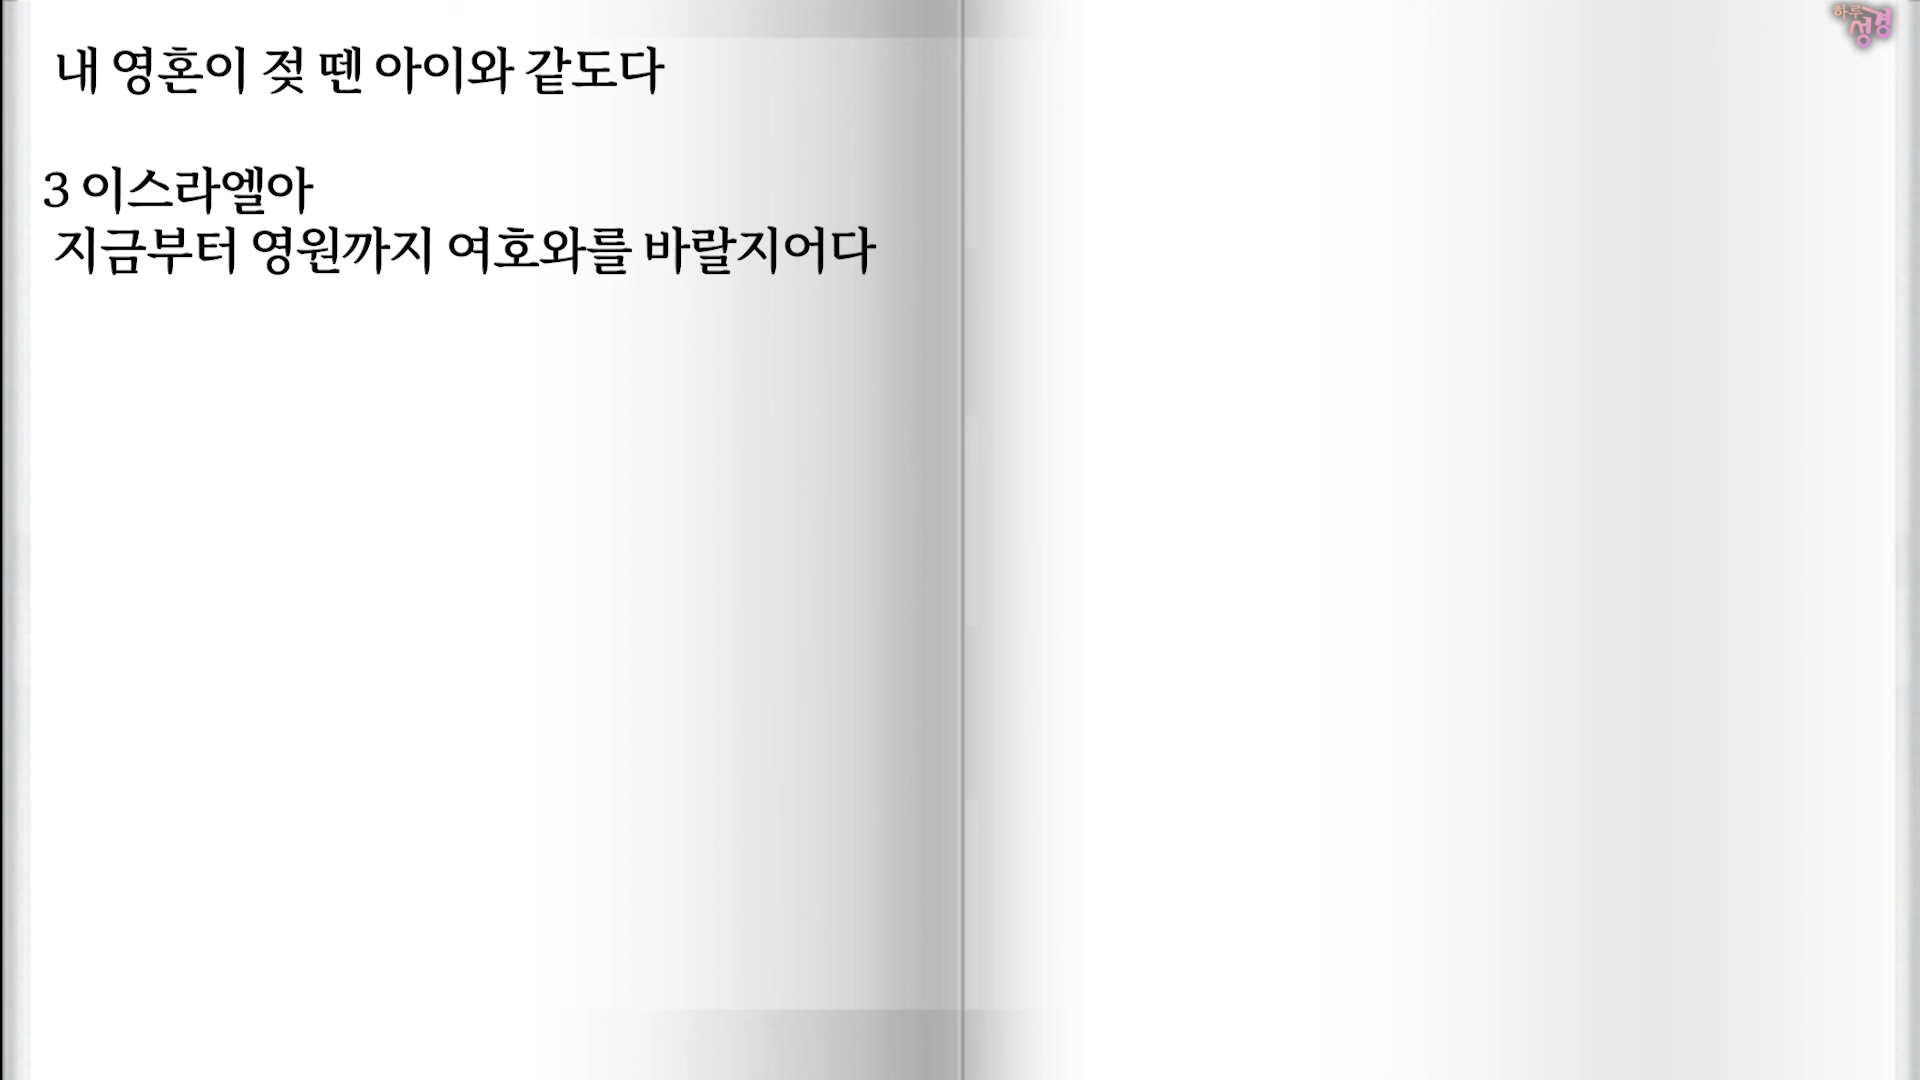 내 영혼이 젖 뗀 아이와 같도다
3 이스라엘아
지금부터 영원까지 여호와를 바랄지어다
하루
성경